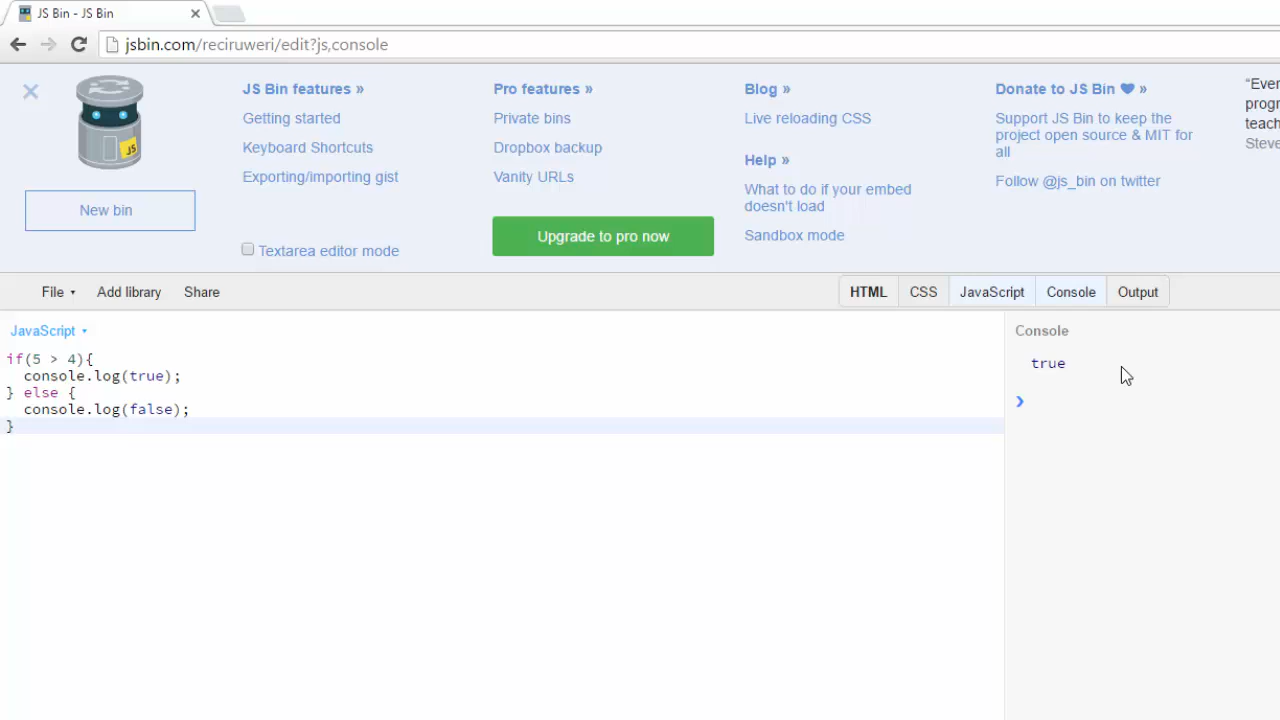 JS Bin - JS Bin
jsbin.com/reciruweri/edit?js,console
JS
New bin
JS Bin features »
Getting started
Keyboard Shortcuts
Exporting/importing gist
Textarea editor mode
Pro features »
Private bins
Dropbox backup
Vanity URLs
Upgrade to pro now
Blog »
Live reloading CSS
Help »
What to do if your embed
doesn't load
Sandbox mode
Donate to JS Bin ♥ »
Support JS Bin to keep the
project open source & MIT for
all
Follow @js_bin on twitter
File
Add library
Share
HTML
CSS
JavaScript
Console
Output
JavaScript
if(5 > 4){
  console.log(true);
} else {
  console.log(false);
}
Console
true